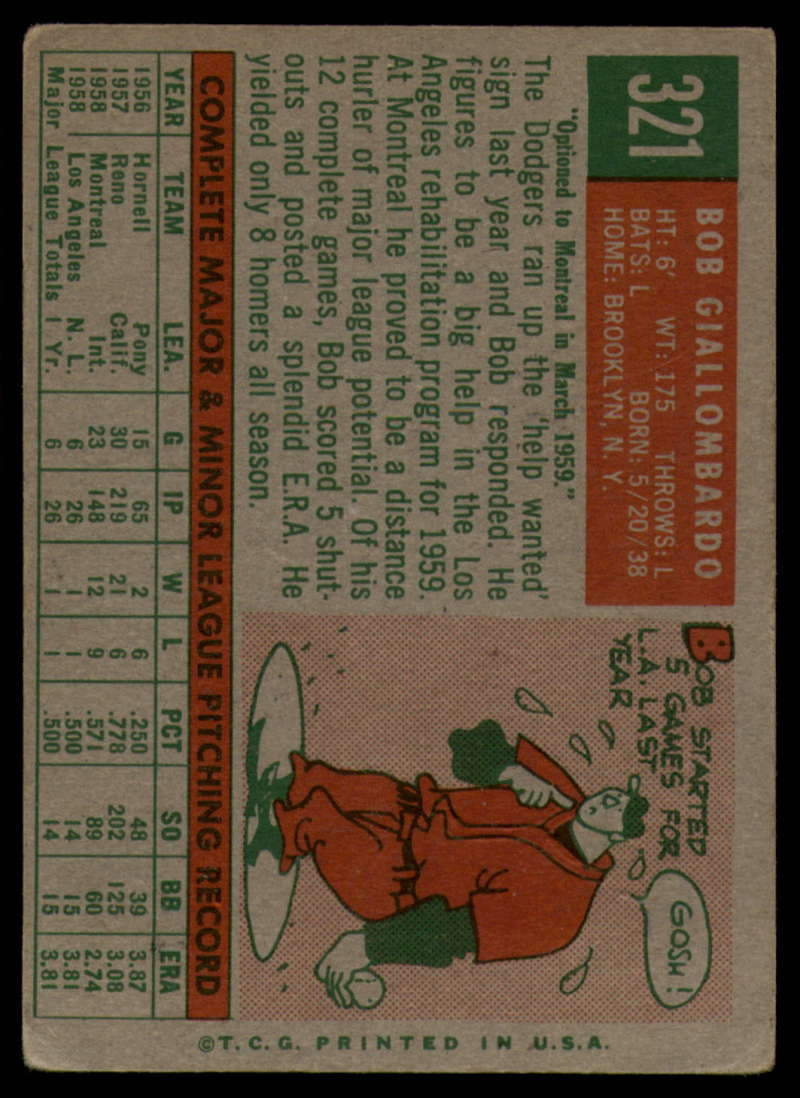 321
BOB GIALLOMBARDO
HT: 6' WT: 175 THROWS: L
BATS: L BORN: 5/20/38
HOME: BROOKLYN, N. Y.
"Optioned to Montreal in March 1959."
The Dodgers ran up the 'help wanted'
sign last year and Bob responded. He
figures to be a big help in the Los
Angeles rehabilitation program for 1959.
At Montreal he proved to be a distance
hurler of major league potential. Of his
12 complete games, Bob scored 5 shut-
outs and posted a splendid E.R.A. He
yielded only 8 homers all season.
BOB STARTED
5 GAMES FOR
L.A. LAST
YEAR
GOSH!
COMPLETE MAJOR & MINOR LEAGUE PITCHING RECORD
YEAR TEAM LEA. G IP W L PCT SO BB ERA
1956 Hornell Pony 15 65 2 6 .250 48 39 3.87
1957 Reno Calif. 30 219 21 6 .778 202 125 3.08
1958 Montreal Int. 23 148 12 9 .571 89 60 2.74
1958 Los Angeles N. L. 6 26 1 1 .500 14 15 3.81
Major League Totals 1 Yr. 6 26 1 1 .500 14 15 3.81
©T.C.G. PRINTED IN U.S.A.